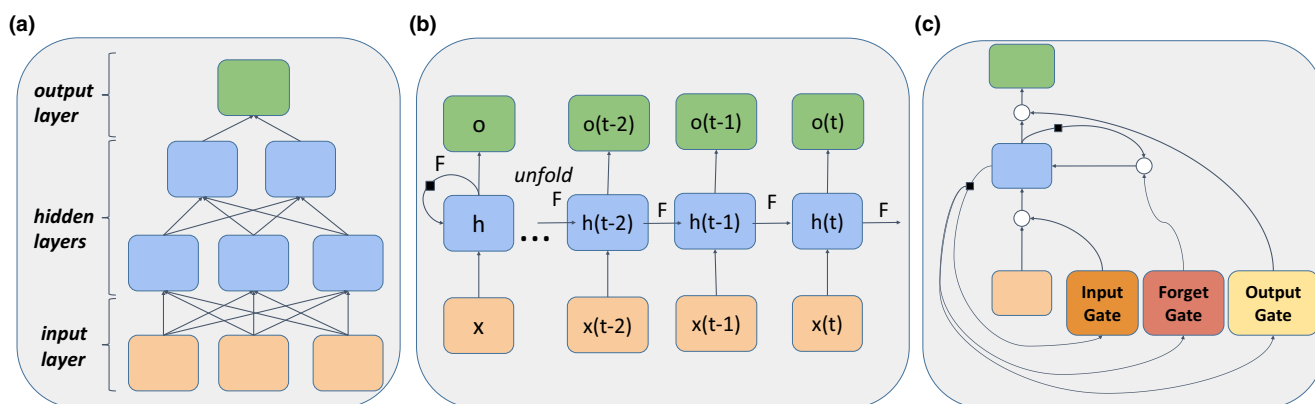 (a)
output
layer
hidden
layers
input
layer
(b)
o
o(t-2)
o(t-1)
o(t)
F
unfold
F
F
F
F
h
...
h(t-2)
h(t-1)
h(t)
x
x(t-2)
x(t-1)
x(t)
(c)
Input
Gate
Forget
Gate
Output
Gate